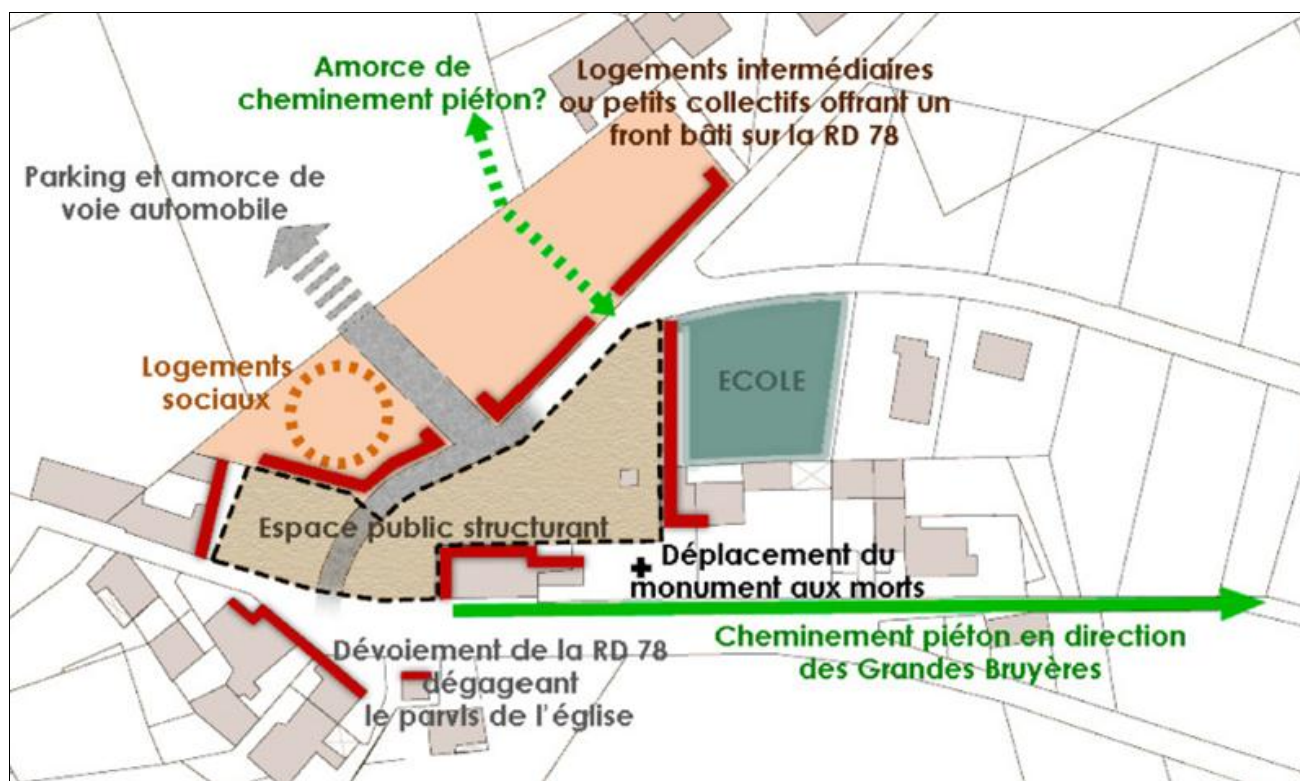 Amorce de
cheminement piéton?
Logements intermédiaires
ou petits collectifs offrant un
front bâti sur la RD 78
Parking et amorce de
voie automobile
Logements
sociaux
ECOLE
Espace public structurant
Déplacement du
monument aux morts
Cheminement piéton en direction
des Grandes Bruyères
Dévoiement de la RD 78
dégageant
le parvis de l'église